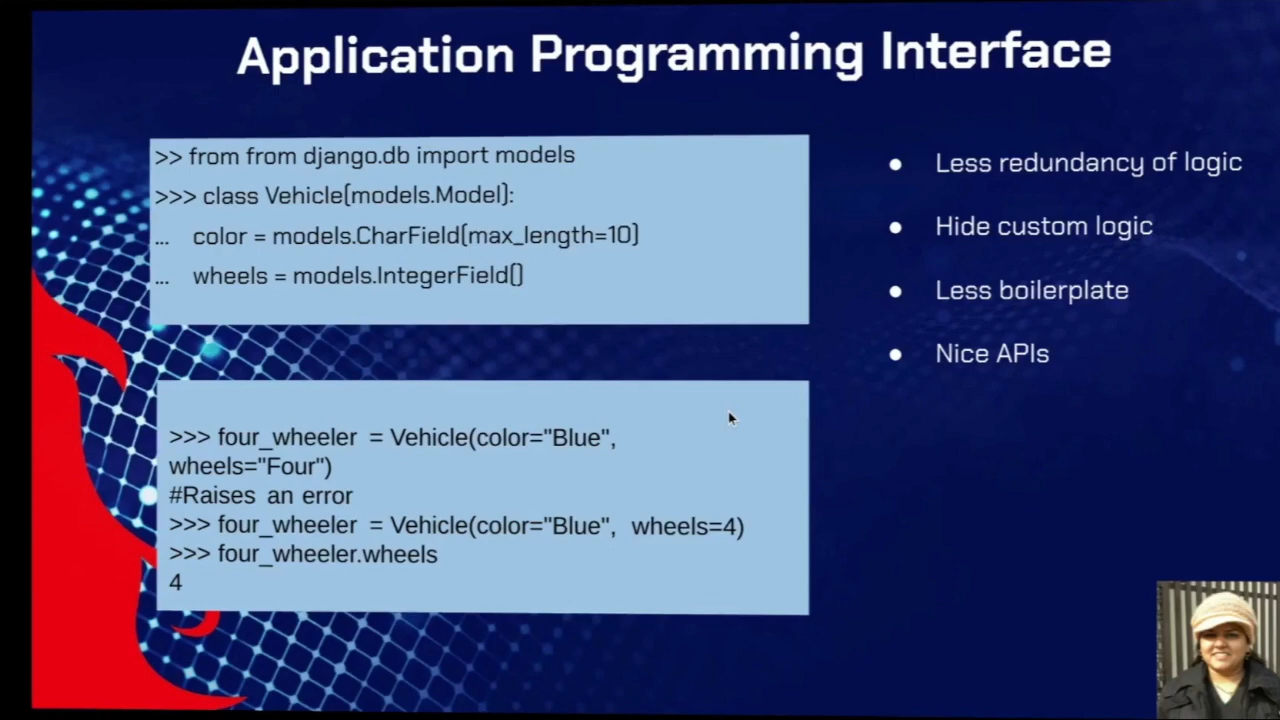 Application Programming Interface
>> from from django.db import models
>>> class Vehicle(models.Model):
... color = models.CharField(max_length=10)
... wheels = models.IntegerField()
>>> four_wheeler = Vehicle(color="Blue",
wheels="Four")
#Raises an error
>>> four_wheeler = Vehicle(color="Blue", wheels=4)
>>> four_wheeler.wheels
4
● Less redundancy of logic
● Hide custom logic
● Less boilerplate
● Nice APIs